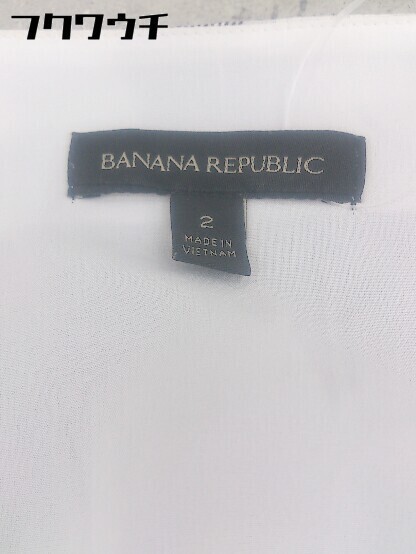 フクワウチ
BANANA REPUBLIC
2
MADE IN
VIETNAM